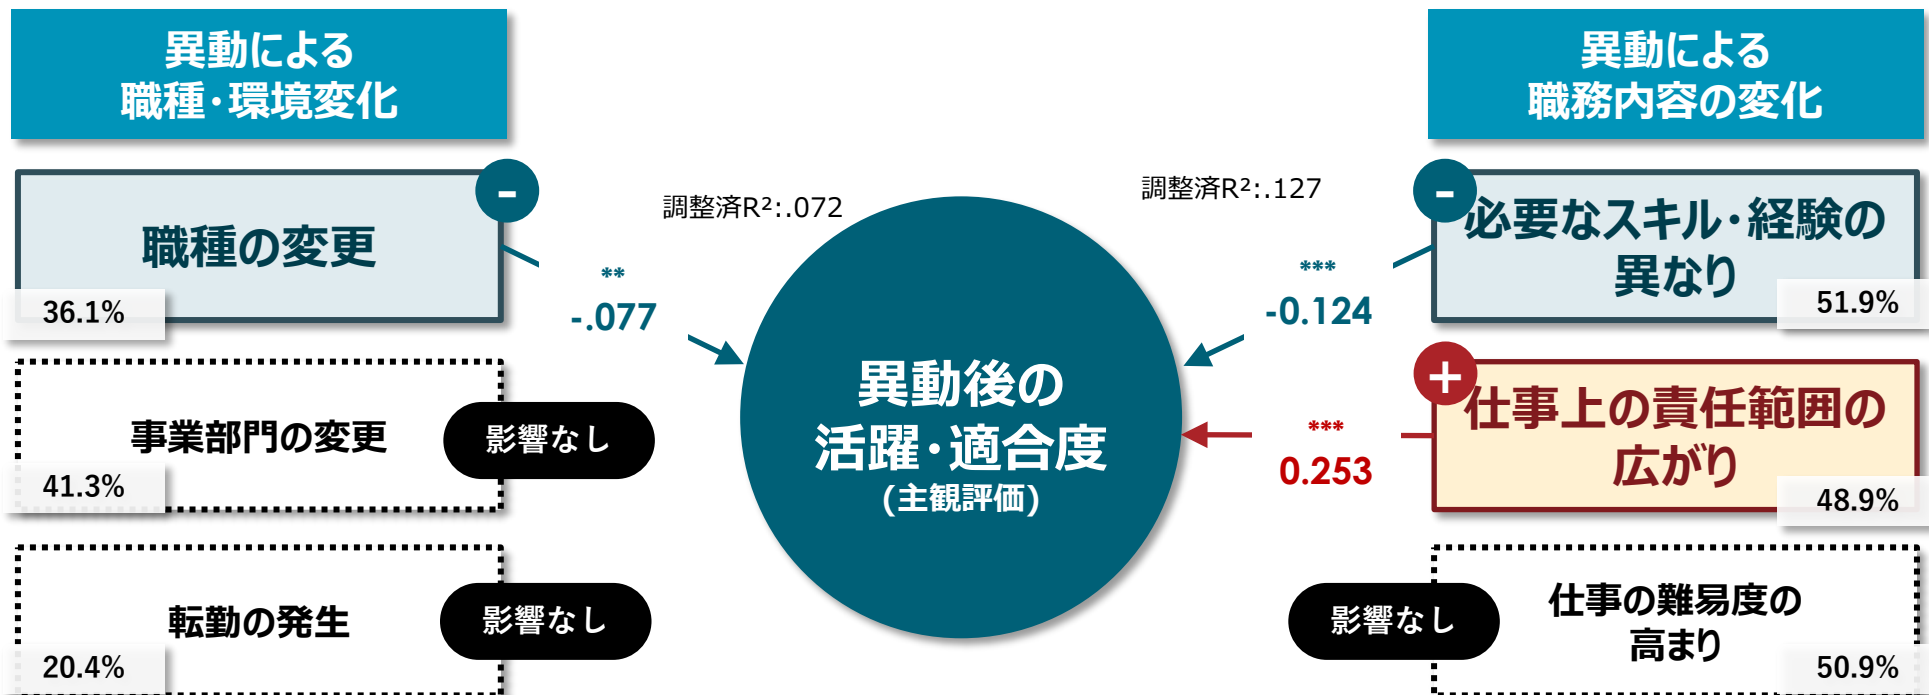 異動による
職種・環境変化
-
職種の変更
36.1%
事業部門の変更
影響なし
41.3%
転勤の発生
影響なし
20.4%
調整済R²:.072
**
-.077
異動後の
活躍・適合度
(主観評価)
調整済R²:.127
***
-0.124
***
0.253
異動による
職務内容の変化
-
必要なスキル・経験の
異なり
51.9%
+
仕事上の責任範囲の
広がり
48.9%
影響なし
仕事の難易度の
高まり
50.9%